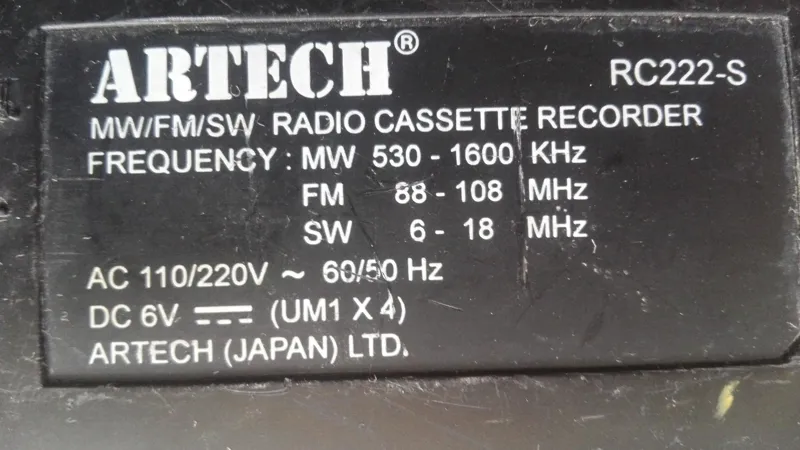 ARTECH® RC222-S
MW/FM/SW RADIO CASSETTE RECORDER
FREQUENCY : MW 530 - 1600 KHz
FM 88 - 108 MHz
SW 6 - 18 MHz
AC 110/220V ~ 60/50 Hz
DC 6V ⎓ (UM1 X 4)
ARTECH (JAPAN) LTD.